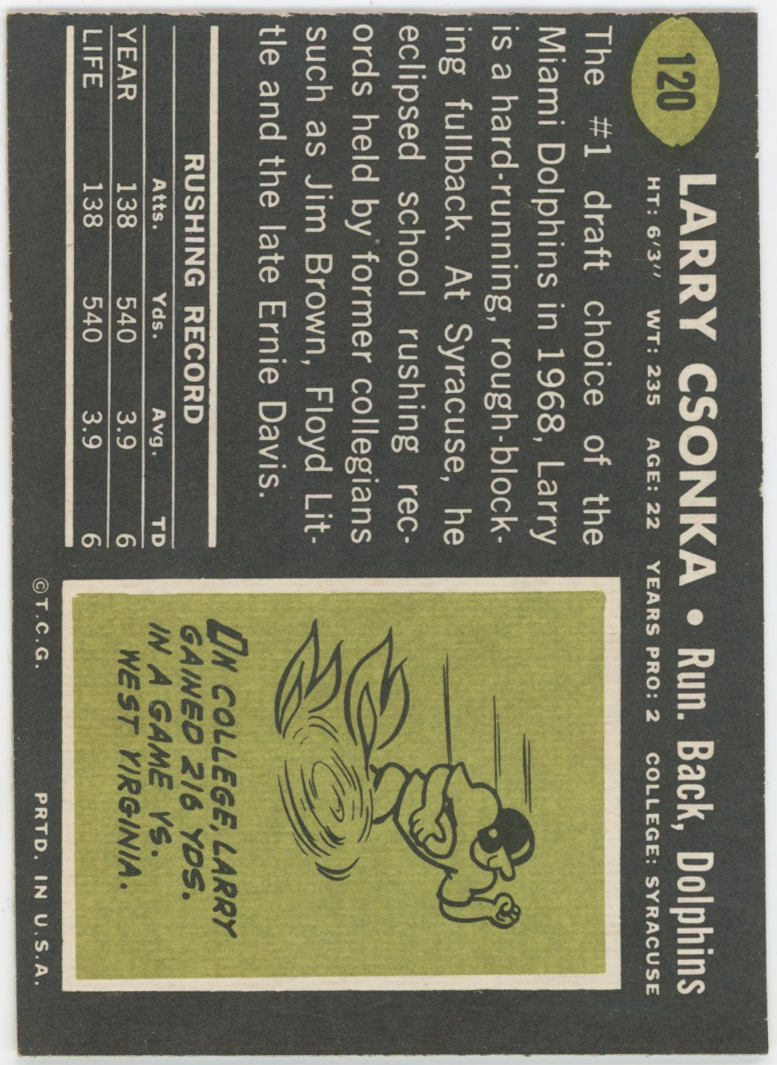 120
LARRY CSONKA • Run. Back, Dolphins
HT: 6'3" WT: 235 AGE: 22 YEARS PRO: 2 COLLEGE: SYRACUSE
The #1 draft choice of the
Miami Dolphins in 1968, Larry
is a hard-running, rough-block-
ing fullback. At Syracuse, he
eclipsed school rushing rec-
ords held by former collegians
such as Jim Brown, Floyd Lit-
tle and the late Ernie Davis.
RUSHING RECORD
Atts. Yds. Avg. TD
YEAR 138 540 3.9 6
LIFE 138 540 3.9 6
IN COLLEGE, LARRY
GAINED 216 YDS.
IN A GAME VS.
WEST VIRGINIA.
©T.C.G. PRTD. IN U.S.A.